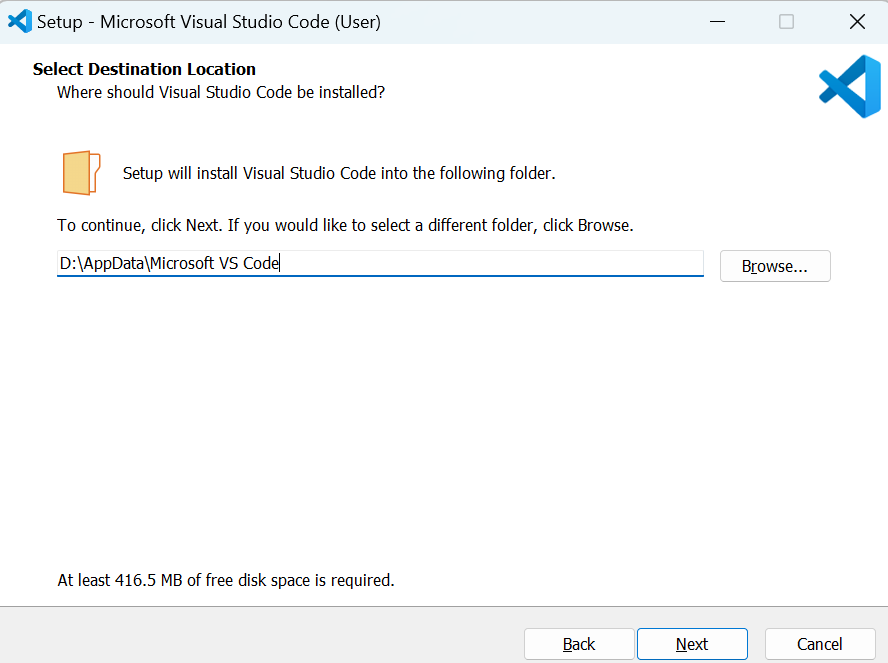 Setup - Microsoft Visual Studio Code (User)
Select Destination Location
Where should Visual Studio Code be installed?
Setup will install Visual Studio Code into the following folder.
To continue, click Next. If you would like to select a different folder, click Browse.
D:\AppData\Microsoft VS Code
Browse...
At least 416.5 MB of free disk space is required.
Back
Next
Cancel